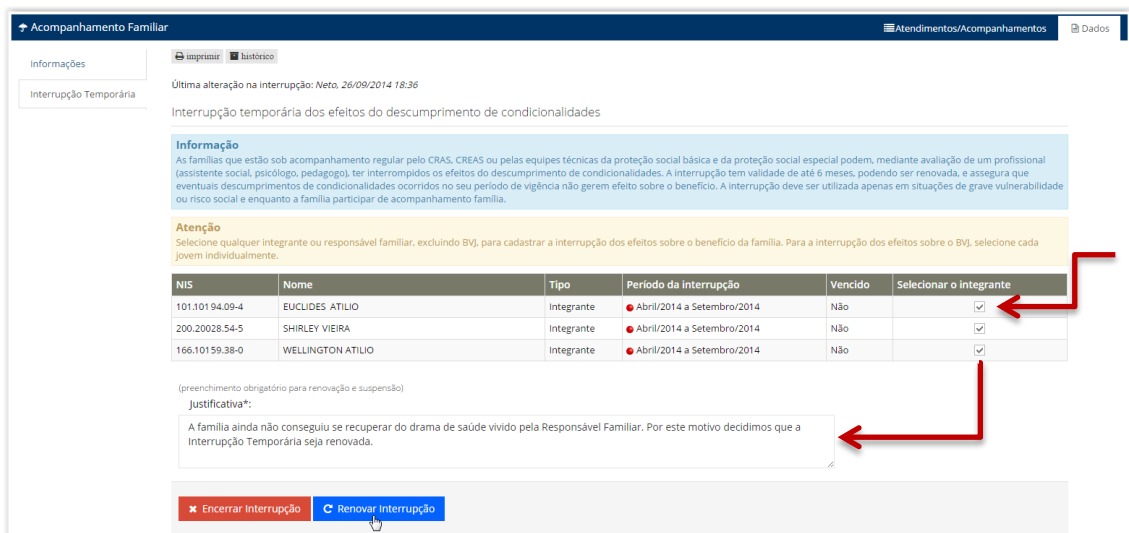 Acompanhamento Familiar
Atendimentos/Acompanhamentos
Dados
Informações
Interrupção Temporária
imprimir histórico
Última alteração na interrupção: Neto, 26/09/2014 18:36
Interrupção temporária dos efeitos do descumprimento de condicionalidades
Informação
As famílias que estão sob acompanhamento regular pelo CRAS, CREAS ou pelas equipes técnicas da proteção social básica e da proteção social especial podem, mediante avaliação de um profissional
(assistente social, psicólogo, pedagogo), ter interrompidos os efeitos do descumprimento de condicionalidades. A interrupção tem validade de até 6 meses, podendo ser renovada, e assegura que
eventuais descumprimentos de condicionalidades ocorridos no seu período de vigência não gerem efeito sobre o benefício. A interrupção deve ser utilizada apenas em situações de grave vulnerabilidade
ou risco social e enquanto a família participar de acompanhamento família.
Atenção
Selecione qualquer integrante ou responsável familiar, excluindo BVJ, para cadastrar a interrupção dos efeitos sobre o benefício da família. Para a interrupção dos efeitos sobre o BVJ, selecione cada
jovem individualmente.
NIS Nome Tipo Período da interrupção Vencido Selecionar o integrante
101.101 94.09-4 EUCLIDES ATILIO Integrante Abril/2014 a Setembro/2014 Não
200.20028.54-5 SHIRLEY VIEIRA Integrante Abril/2014 a Setembro/2014 Não
166.10159.38-0 WELLINGTON ATILIO Integrante Abril/2014 a Setembro/2014 Não
(preenchimento obrigatório para renovação e suspensão)
Justificativa*:
A família ainda não conseguiu se recuperar do drama de saúde vivido pela Responsável Familiar. Por este motivo decidimos que a
Interrupção Temporária seja renovada.
Encerrar Interrupção Renovar Interrupção